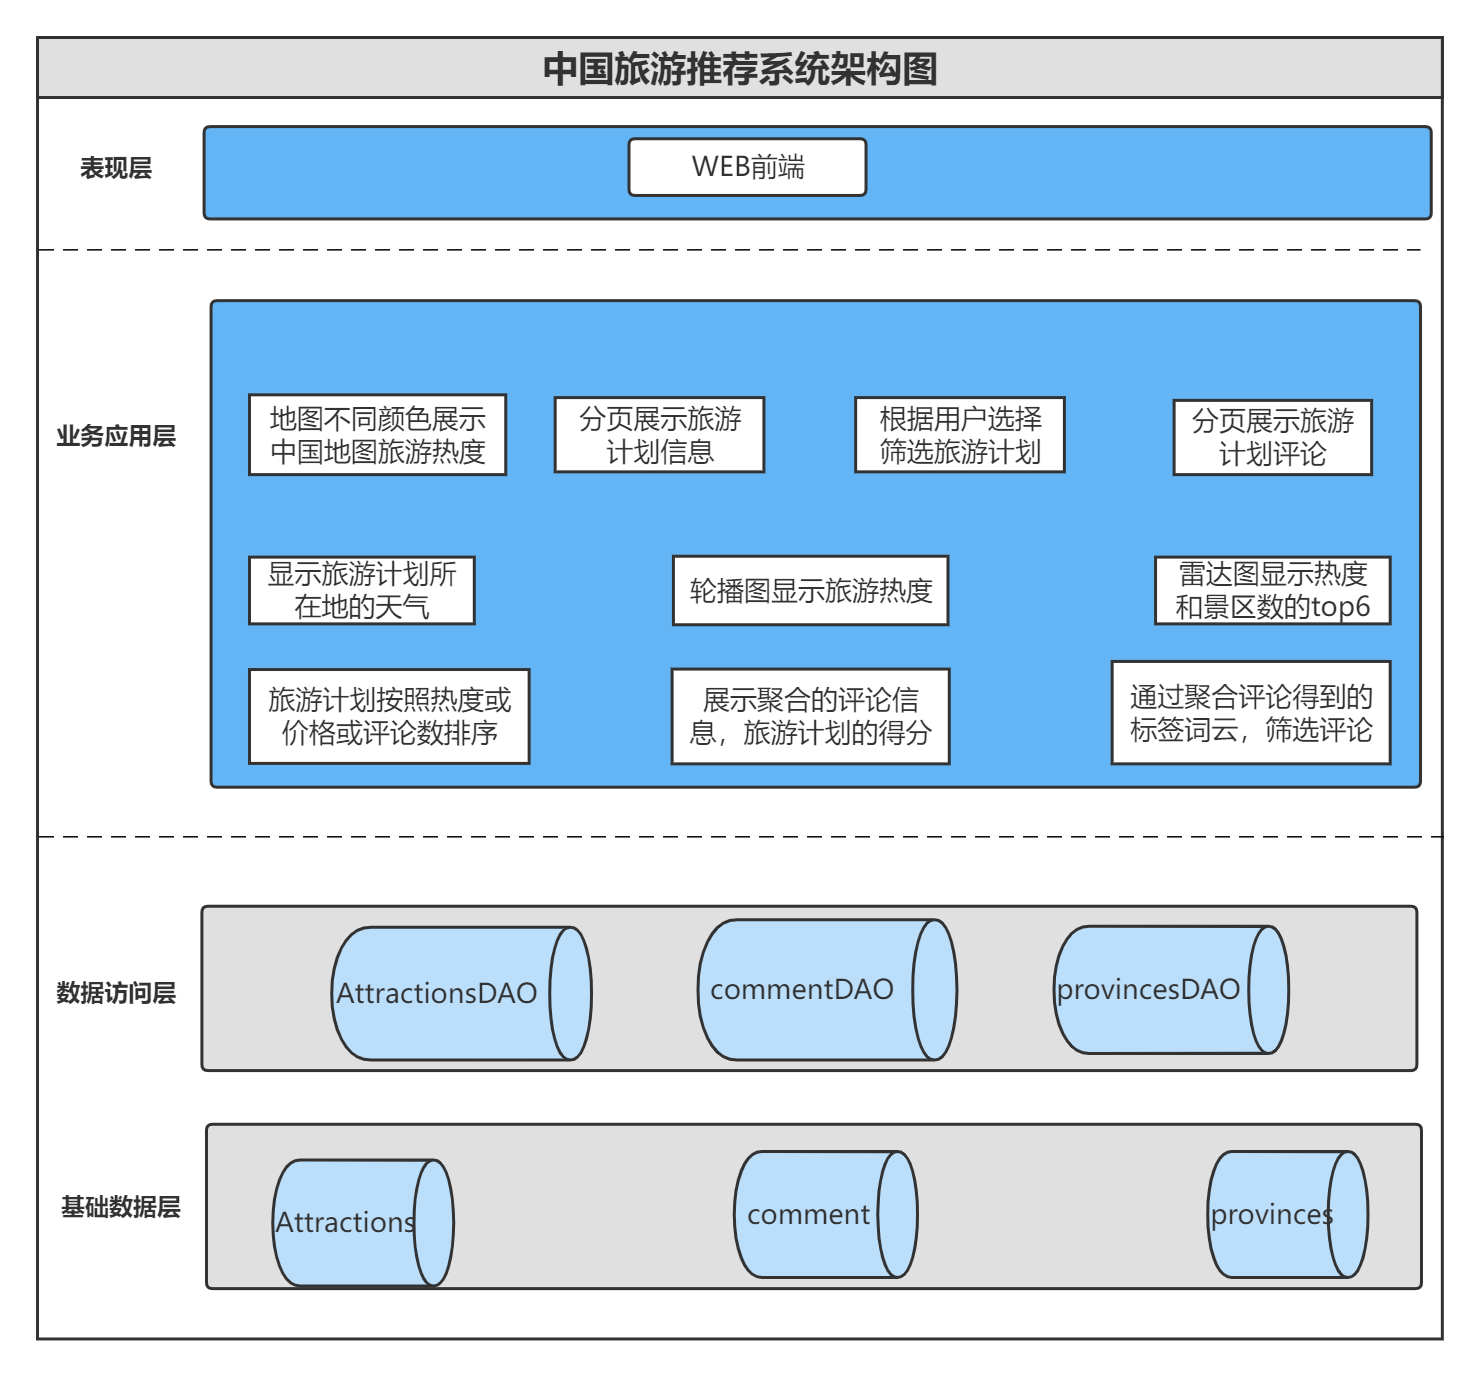 中国旅游推荐系统架构图
表现层
WEB前端
业务应用层
地图不同颜色展示
中国地图旅游热度
分页展示旅游
计划信息
根据用户选择
筛选旅游计划
分页展示旅游
计划评论
显示旅游计划所
在地的天气
轮播图显示旅游热度
雷达图显示热度
和景区数的top6
旅游计划按照热度或
价格或评论数排序
展示聚合的评论信
息，旅游计划的得分
通过聚合评论得到的
标签词云，筛选评论
数据访问层
AttractionsDAO
commentDAO
provincesDAO
基础数据层
Attractions
comment
provinces